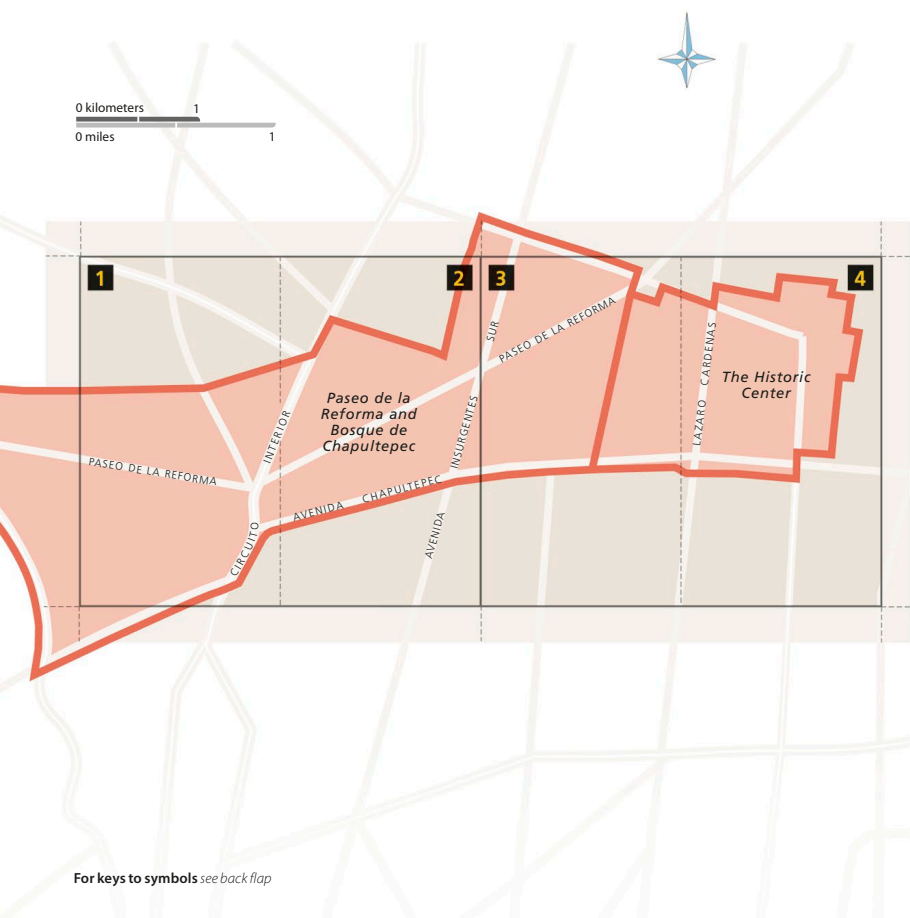 0 kilometers 1
0 miles 1
1
2
3
4
SUR
PASEO DE LA REFORMA
LAZARO CARDENAS
The Historic
Center
Paseo de la
Reforma and
Bosque de
Chapultepec
INTERIOR
INSURGENTES
PASEO DE LA REFORMA
AVENIDA CHAPULTEPEC
AVENIDA
CIRCUITO
For keys to symbols see back flap